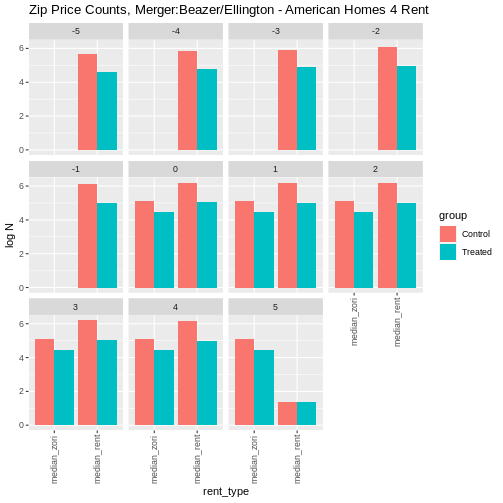 Zip Price Counts, Merger:Beazer/Ellington - American Homes 4 Rent
-5 -4 -3 -2
6
4
2
0
-1 0 1 2
6
4
2
0
3 4 5
6
4
2
0
log N
median_zori median_rent median_zori median_rent median_zori median_rent median_zori median_rent
rent_type
group
Control
Treated